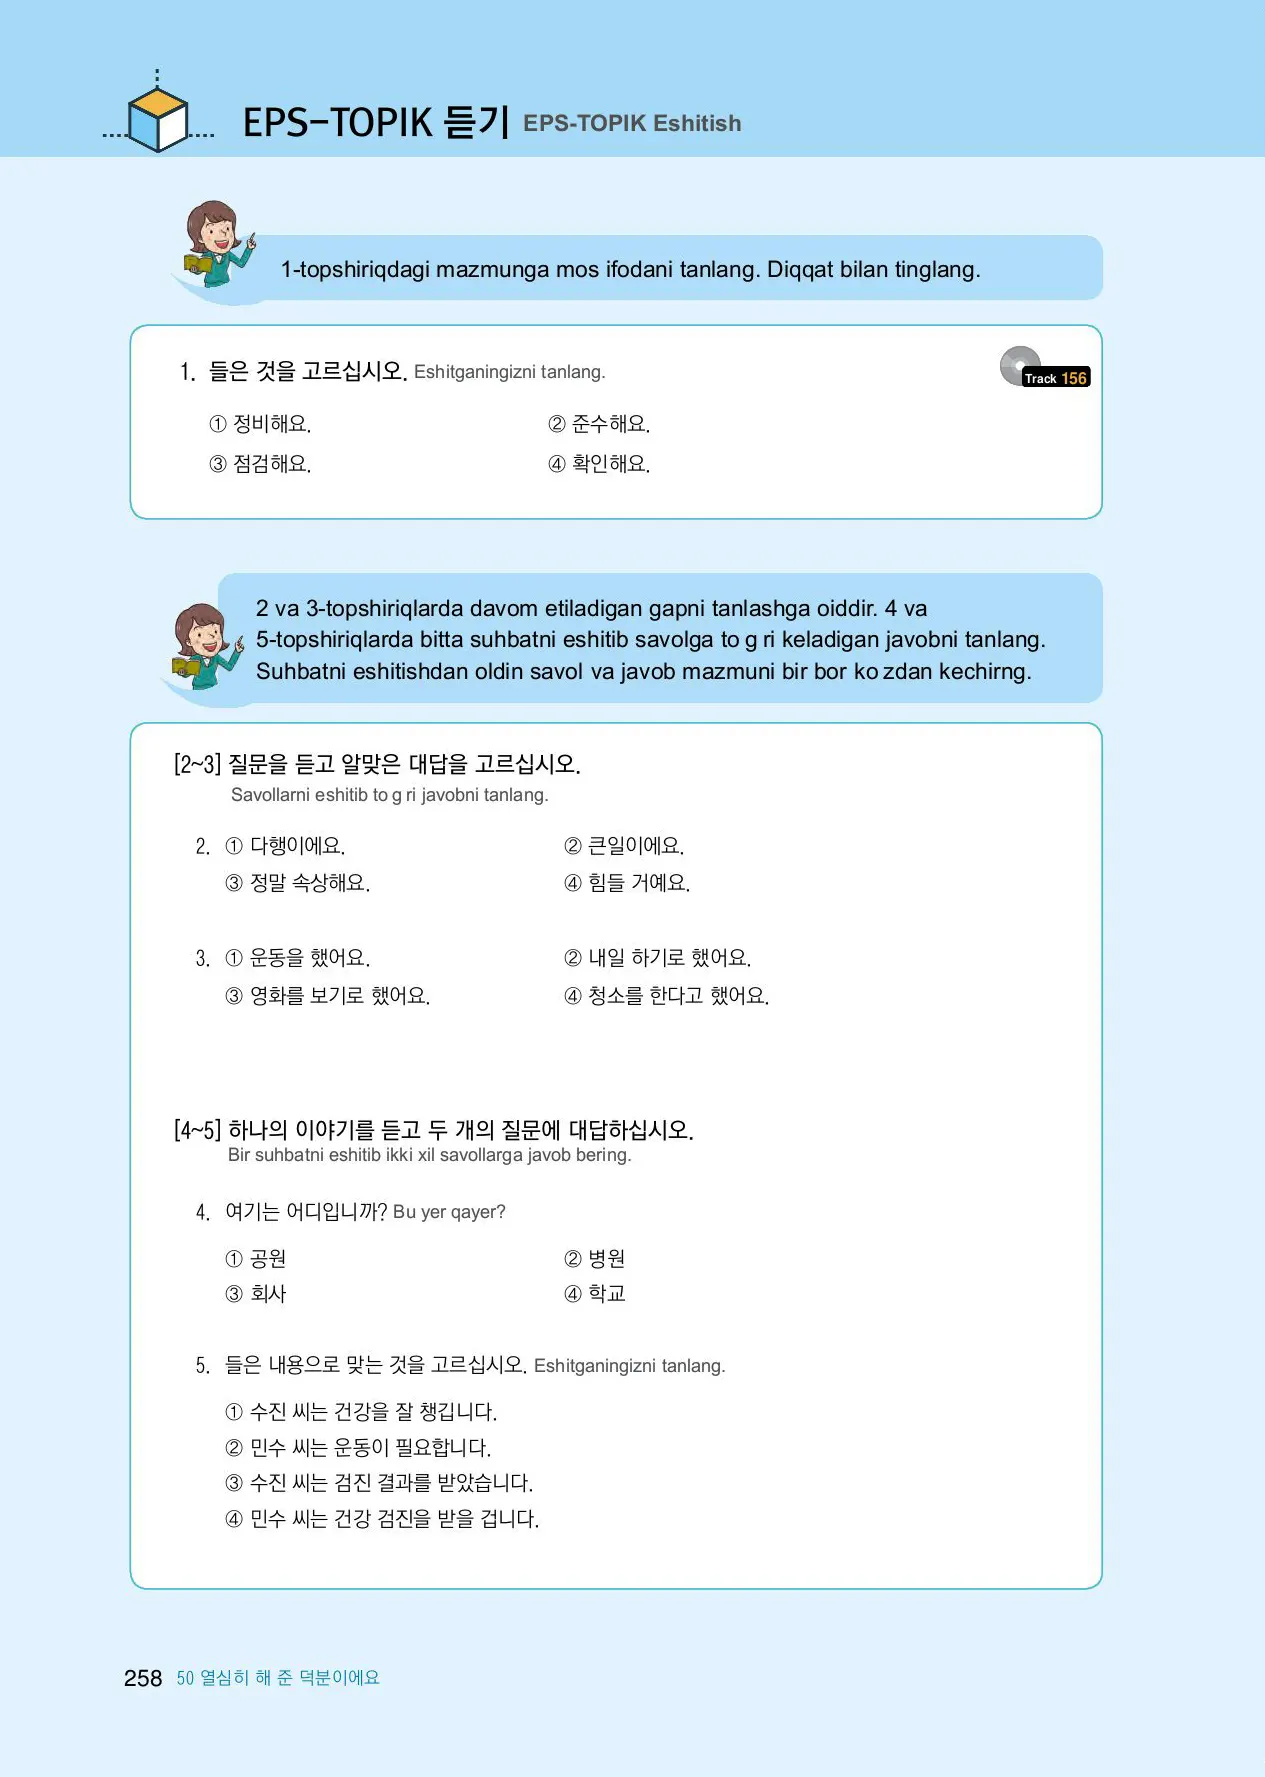 EPS-TOPIK 듣기 EPS-TOPIK Eshitish
1-topshiriqdagi mazmunga mos ifodani tanlang. Diqqat bilan tinglang.
1. 들은 것을 고르십시오. Eshitganingizni tanlang.
Track 156
① 정비해요. ② 준수해요.
③ 점검해요. ④ 확인해요.
2 va 3-topshiriqlarda davom etiladigan gapni tanlashga oiddir. 4 va
5-topshiriqlarda bitta suhbatni eshitib savolga to g ri keladigan javobni tanlang.
Suhbatni eshitishdan oldin savol va javob mazmuni bir bor ko zdan kechirng.
[2~3] 질문을 듣고 알맞은 대답을 고르십시오.
Savollarni eshitib to g ri javobni tanlang.
2. ① 다행이에요. ② 큰일이에요.
③ 정말 속상해요. ④ 힘들 거예요.
3. ① 운동을 했어요. ② 내일 하기로 했어요.
③ 영화를 보기로 했어요. ④ 청소를 한다고 했어요.
[4~5] 하나의 이야기를 듣고 두 개의 질문에 대답하십시오.
Bir suhbatni eshitib ikki xil savollarga javob bering.
4. 여기는 어디입니까? Bu yer qayer?
① 공원 ② 병원
③ 회사 ④ 학교
5. 들은 내용으로 맞는 것을 고르십시오. Eshitganingizni tanlang.
① 수진 씨는 건강을 잘 챙깁니다.
② 민수 씨는 운동이 필요합니다.
③ 수진 씨는 검진 결과를 받았습니다.
④ 민수 씨는 건강 검진을 받을 겁니다.
258 50 열심히 해 준 덕분이에요